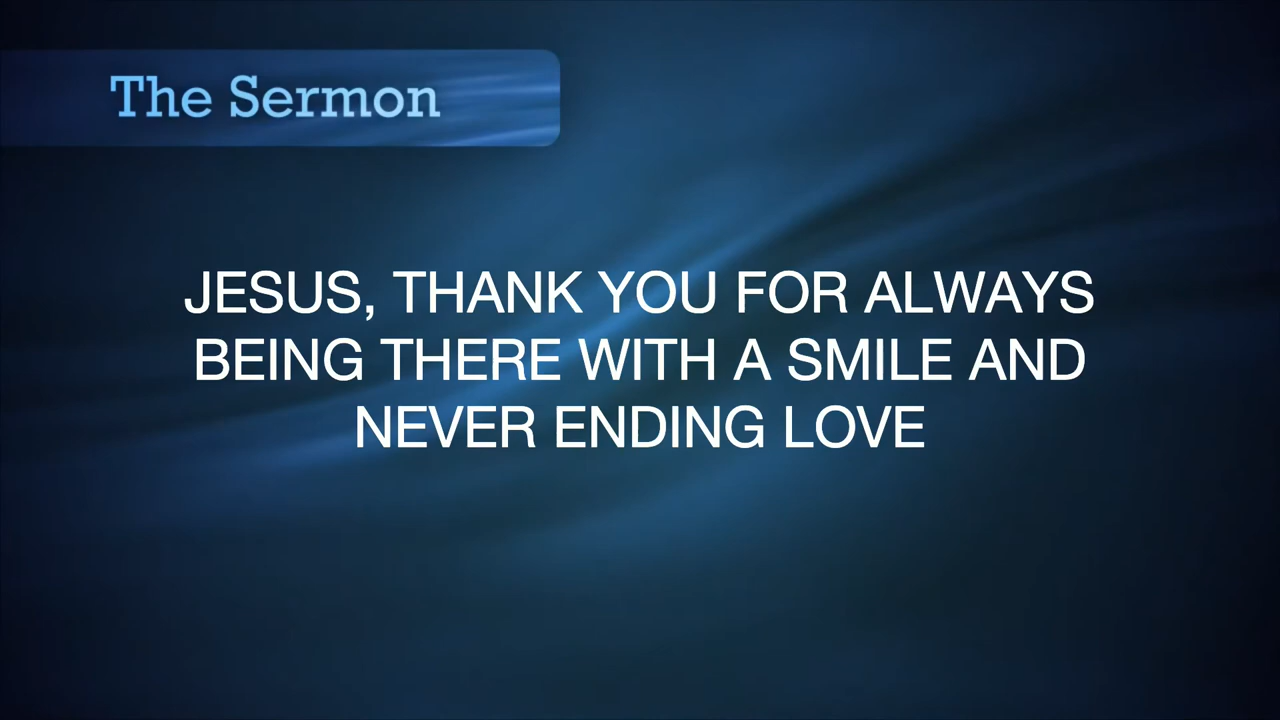 The Sermon
JESUS, THANK YOU FOR ALWAYS
BEING THERE WITH A SMILE AND
NEVER ENDING LOVE